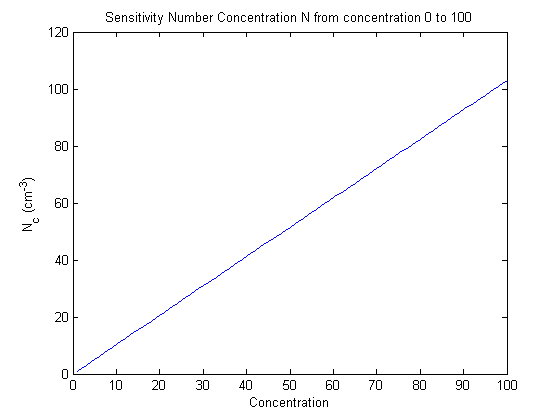 Sensitivity Number Concentration N from concentration 0 to 100
120
100
80
60
40
20
0
N_c (cm^-3)
0 10 20 30 40 50 60 70 80 90 100
Concentration